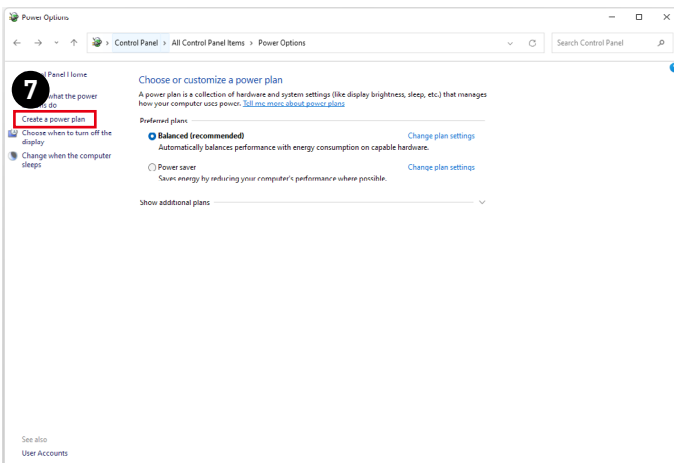 Power Options
Control Panel > All Control Panel Items > Power Options
Search Control Panel
7
what the power
do
Create a power plan
Choose when to turn off the
display
Change when the computer
sleeps
Choose or customize a power plan
A power plan is a collection of hardware and system settings (like display brightness, sleep, etc.) that manages
how your computer uses power. Tell me more about power plans
Preferred plans
Balanced (recommended)
Change plan settings
Automatically balances performance with energy consumption on capable hardware.
Power saver
Change plan settings
Saves energy by reducing your computer's performance where possible.
Show additional plans
See also
User Accounts